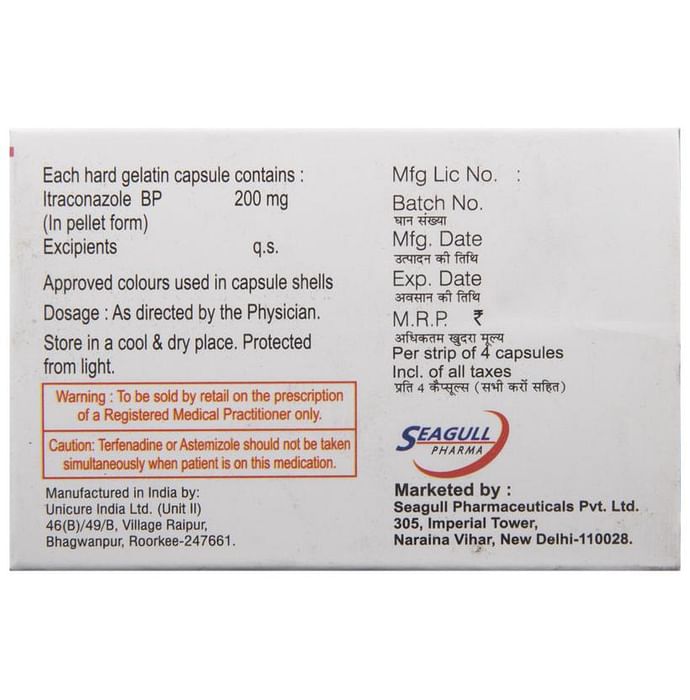 Each hard gelatin capsule contains :
Itraconazole BP 200 mg
(In pellet form)
Excipients q.s.
Approved colours used in capsule shells
Dosage : As directed by the Physician.
Store in a cool & dry place. Protected
from light.
Warning : To be sold by retail on the prescription
of a Registered Medical Practitioner only.
Caution: Terfenadine or Astemizole should not be taken
simultaneously when patient is on this medication.
Manufactured in India by:
Unicure India Ltd. (Unit II)
46(B)/49/B, Village Raipur,
Bhagwanpur, Roorkee-247661.
Mfg Lic No. :
Batch No.
घान संख्या
Mfg. Date
उत्पादन की तिथि
Exp. Date
अवसान की तिथि
M.R.P. ₹
अधिकतम खुदरा मूल्य
Per strip of 4 capsules
Incl. of all taxes
प्रति 4 कैप्सूल्स (सभी करों सहित)
SEAGULL
PHARMA
Marketed by :
Seagull Pharmaceuticals Pvt. Ltd.
305, Imperial Tower,
Naraina Vihar, New Delhi-110028.